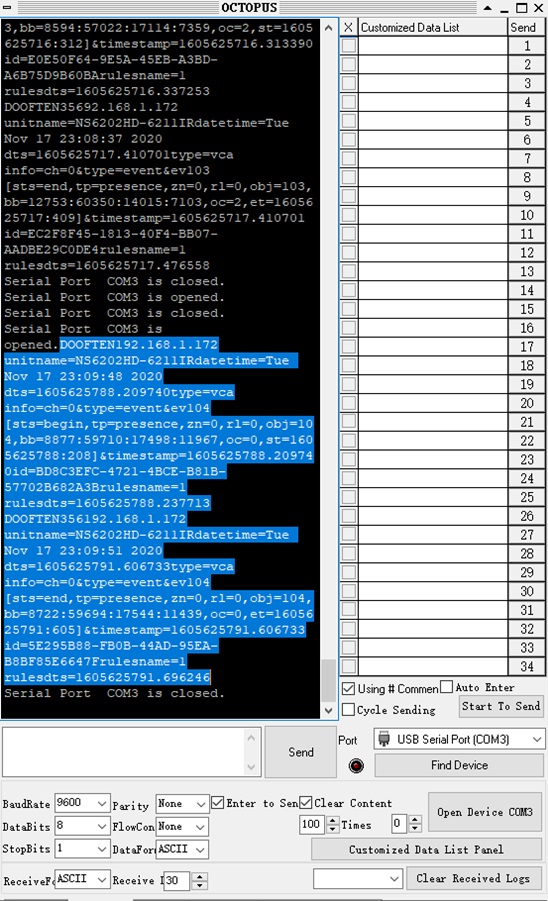 OCTOPUS
3,bb=8594:57022:17114:7359,oc=2,st=1605
625716:312]&timestamp=1605625716.313390
id=E0E50F64-9E5A-45EB-A3BD-
A6B75D9B60BArulesname=1
rulesdts=1605625716.337253
DOOFTEN35692.168.1.172
unitname=NS6202HD-6211IRdatetime=Tue
Nov 17 23:08:37 2020
dts=1605625717.410701type=vca
info=ch=0&type=event&ev103
[sts=end,tp=presence,zn=0,rl=0,obj=103,
bb=12753:60350:14015:7103,oc=2,et=16056
25717:409]&timestamp=1605625717.410701
id=EC2F8F45-1813-40F4-BB07-
AADBE29C0DE4rulesname=1
rulesdts=1605625717.476558
Serial Port  COM3 is closed.
Serial Port  COM3 is opened.
Serial Port  COM3 is closed.
Serial Port  COM3 is
opened.DOOFTEN192.168.1.172
unitname=NS6202HD-6211IRdatetime=Tue
Nov 17 23:09:48 2020
dts=1605625788.209740type=vca
info=ch=0&type=event&ev104
[sts=begin,tp=presence,zn=0,rl=0,obj=10
4,bb=8877:59710:17498:11967,oc=0,st=160
5625788:208]&timestamp=1605625788.20974
0id=BD8C3EFC-4721-4BCE-B81B-
57702B682A3Brulesname=1
rulesdts=1605625788.237713
DOOFTEN356192.168.1.172
unitname=NS6202HD-6211IRdatetime=Tue
Nov 17 23:09:51 2020
dts=1605625791.606733type=vca
info=ch=0&type=event&ev104
[sts=end,tp=presence,zn=0,rl=0,obj=104,
bb=8722:59694:17544:11439,oc=0,et=16056
25791:605]&timestamp=1605625791.606733
id=5E295B88-FB0B-44AD-95EA-
B8BF85E6647Frulesname=1
rulesdts=1605625791.696246
Serial Port  COM3 is closed.
X Customized Data List Send
1
2
3
4
5
6
7
8
9
10
11
12
13
14
15
16
17
18
19
20
21
22
23
24
25
26
27
28
29
30
31
32
33
34
Using # Commen Auto Enter
Cycle Sending Start To Send
Send Port USB Serial Port (COM3)
Find Device
BaudRate 9600 Parity None Enter to Sen Clear Content
DataBits 8 FlowCon None 100 Times 0 Open Device COM3
StopBits 1 DataFor ASCII Customized Data List Panel
ReceiveFo ASCII Receive I 30 Clear Received Logs